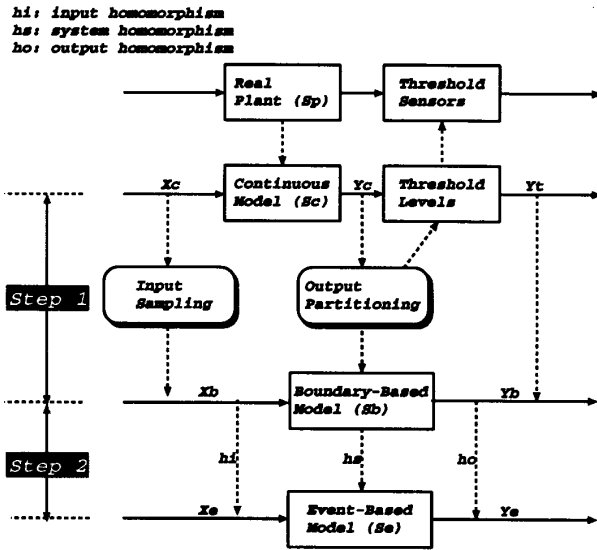 hi: input homomorphism
hs: system homomorphism
ho: output homomorphism
Real
Plant (Sp)
Threshold
Sensors
Xc
Continuous
Model (Sc)
Yc
Threshold
Levels
Yt
Input
Sampling
Output
Partitioning
Step 1
Xb
Boundary-Based
Model (Sb)
Yb
Step 2
hi
hs
ho
Xe
Event-Based
Model (Se)
Ye